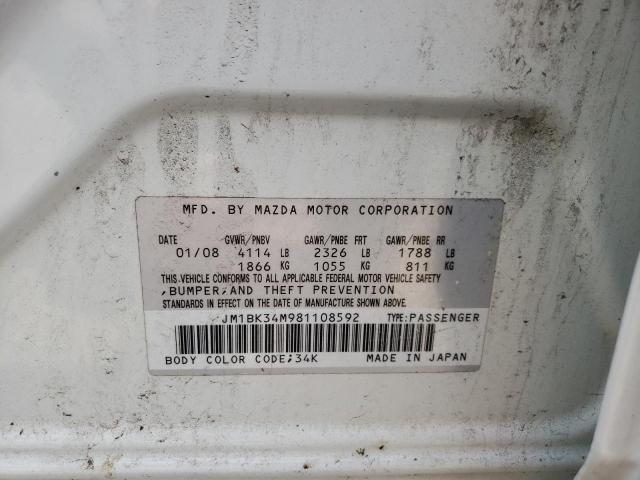 MFD. BY MAZDA MOTOR CORPORATION
DATE GVWR/PNBV GAWR/PNBE FRT GAWR/PNBE RR
01/08 4114 LB 2326 LB 1788 LB
1866 KG 1055 KG 811 KG
THIS VEHICLE CONFORMS TO ALL APPLICABLE FEDERAL MOTOR VEHICLE SAFETY
,BUMPER,AND THEFT PREVENTION
STANDARDS IN EFFECT ON THE DATE OF MANUFACTURE SHOWN ABOVE.
JM1BK34M981108592 TYPE:PASSENGER
BODY COLOR CODE:34K MADE IN JAPAN